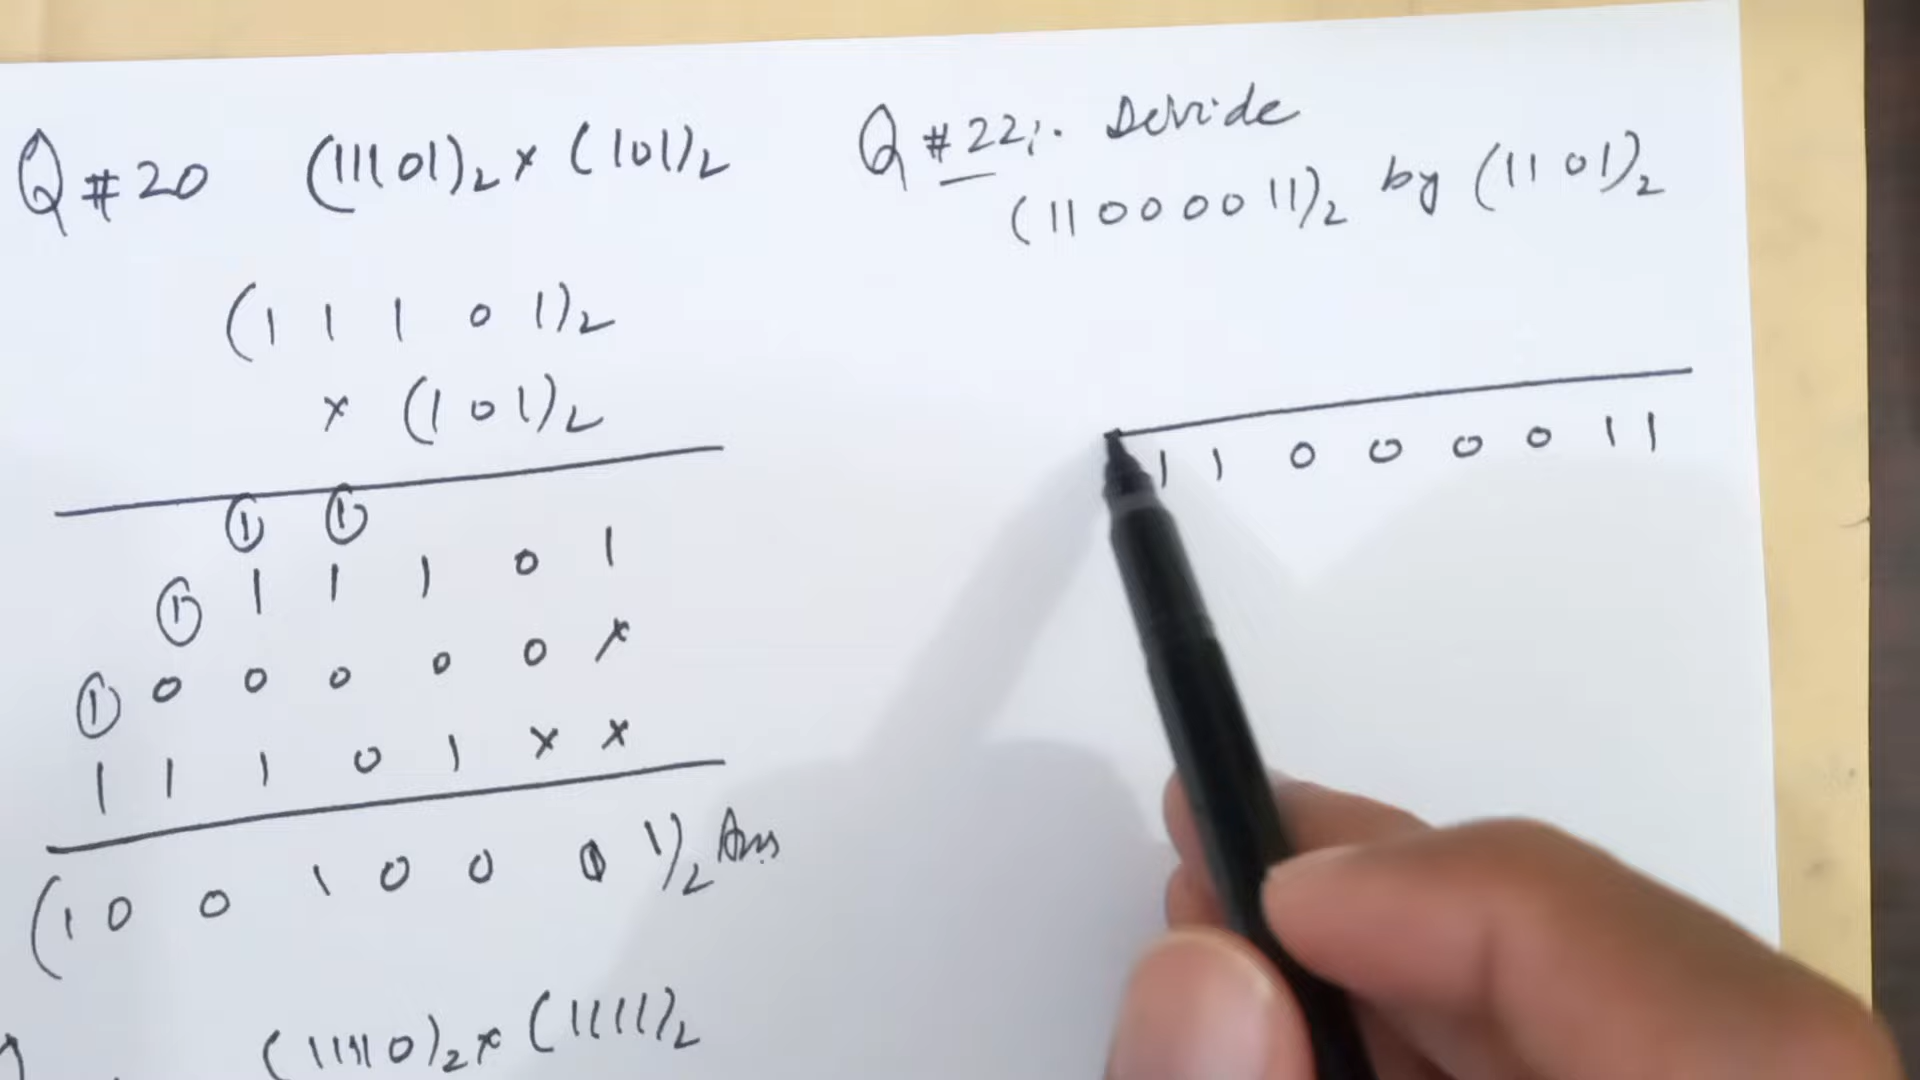 Q #20 (11101)₂ × (101)₂
(1 1 1 0 1)₂
× (1 0 1)₂
① ①
① 1 1 1 0 1
① 0 0 0 0 0 ×
1 1 1 0 1 × ×
(1 0 0 1 0 0 0 1)₂ Ans
(11110)₂ × (1111)₂
Q #22:. Devide
(11000011)₂ by (1101)₂
1 1 0 0 0 0 1 1